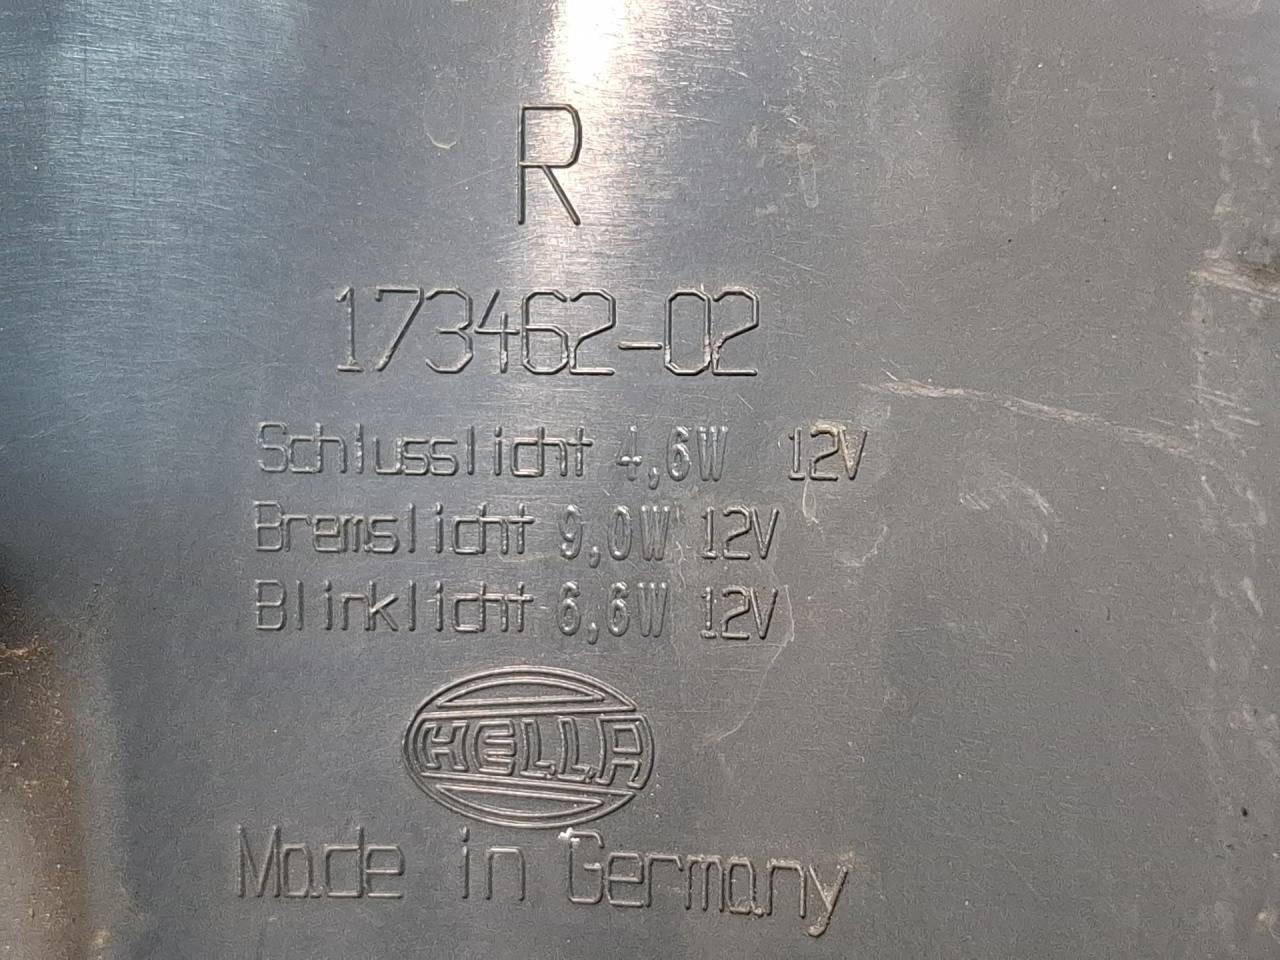 R
173462-02
Schlusslicht 4,6W 12V
Bremslicht 9,0W 12V
Blinklicht 6,6W 12V
HELLA
Made in Germany